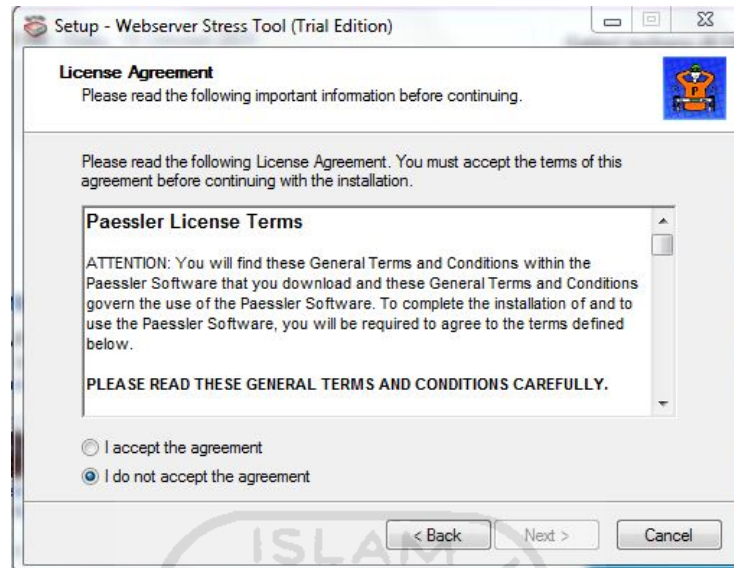 Setup - Webserver Stress Tool (Trial Edition)
License Agreement
Please read the following important information before continuing.
Please read the following License Agreement. You must accept the terms of this
agreement before continuing with the installation.
Paessler License Terms
ATTENTION: You will find these General Terms and Conditions within the
Paessler Software that you download and these General Terms and Conditions
govern the use of the Paessler Software. To complete the installation of and to
use the Paessler Software, you will be required to agree to the terms defined
below.
PLEASE READ THESE GENERAL TERMS AND CONDITIONS CAREFULLY.
I accept the agreement
I do not accept the agreement
< Back Next > Cancel
ISLAM